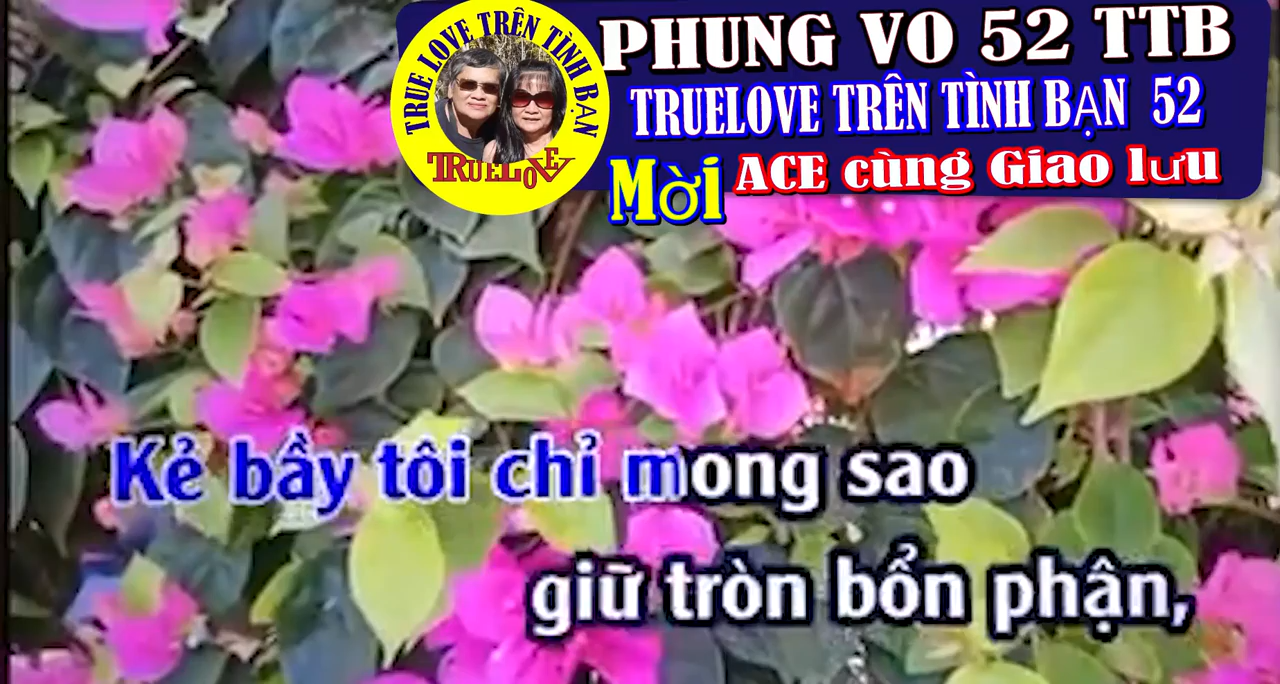 TRUE LOVE TRÊN TÌNH BẠN
TRUELOVE
PHUNG VO 52 TTB
TRUELOVE TRÊN TÌNH BẠN 52
Mời ACE cùng Giao lưu
Kẻ bầy tôi chỉ mong sao
giữ tròn bổn phận,